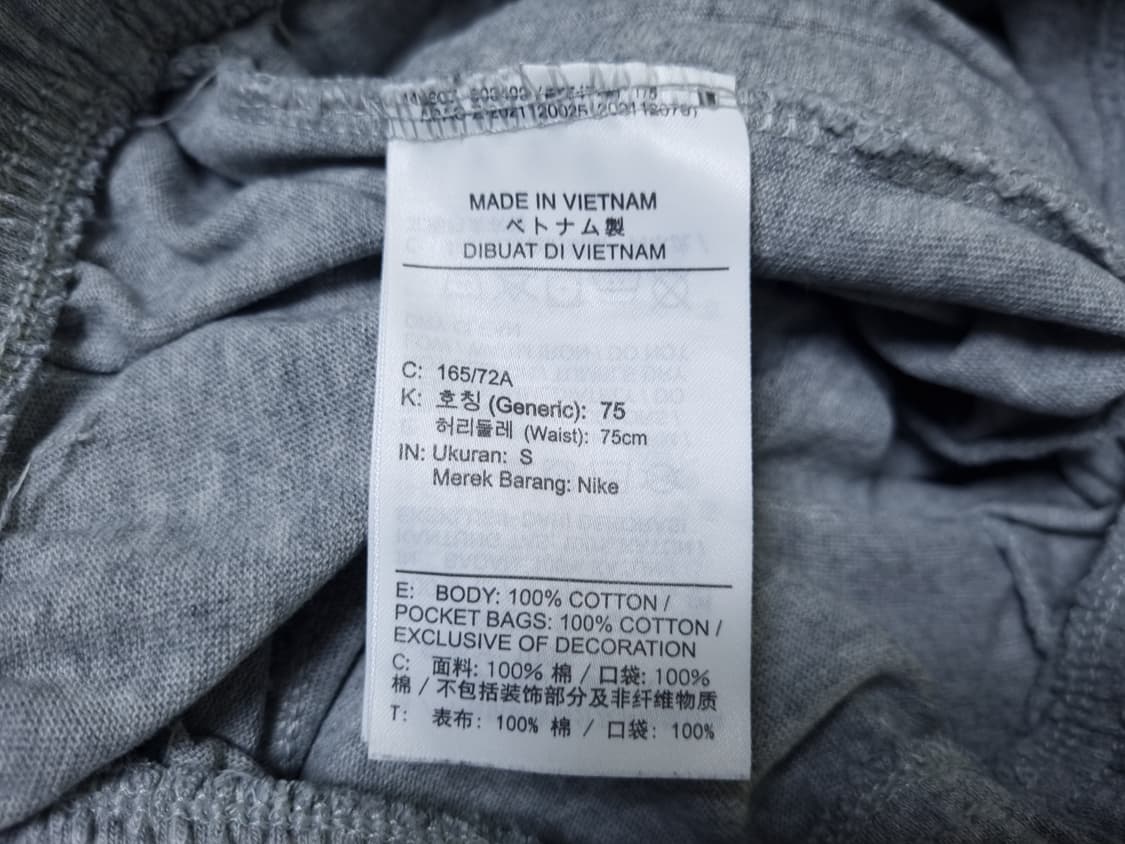 MADE IN VIETNAM
ベトナム製
DIBUAT DI VIETNAM
C: 165/72A
K: 호칭 (Generic): 75
허리둘레 (Waist): 75cm
IN: Ukuran: S
Merek Barang: Nike
E: BODY: 100% COTTON /
POCKET BAGS: 100% COTTON /
EXCLUSIVE OF DECORATION
C: 面料: 100% 棉 / 口袋: 100%
棉 / 不包括装饰部分及非纤维物质
T: 表布: 100% 棉 / 口袋: 100%